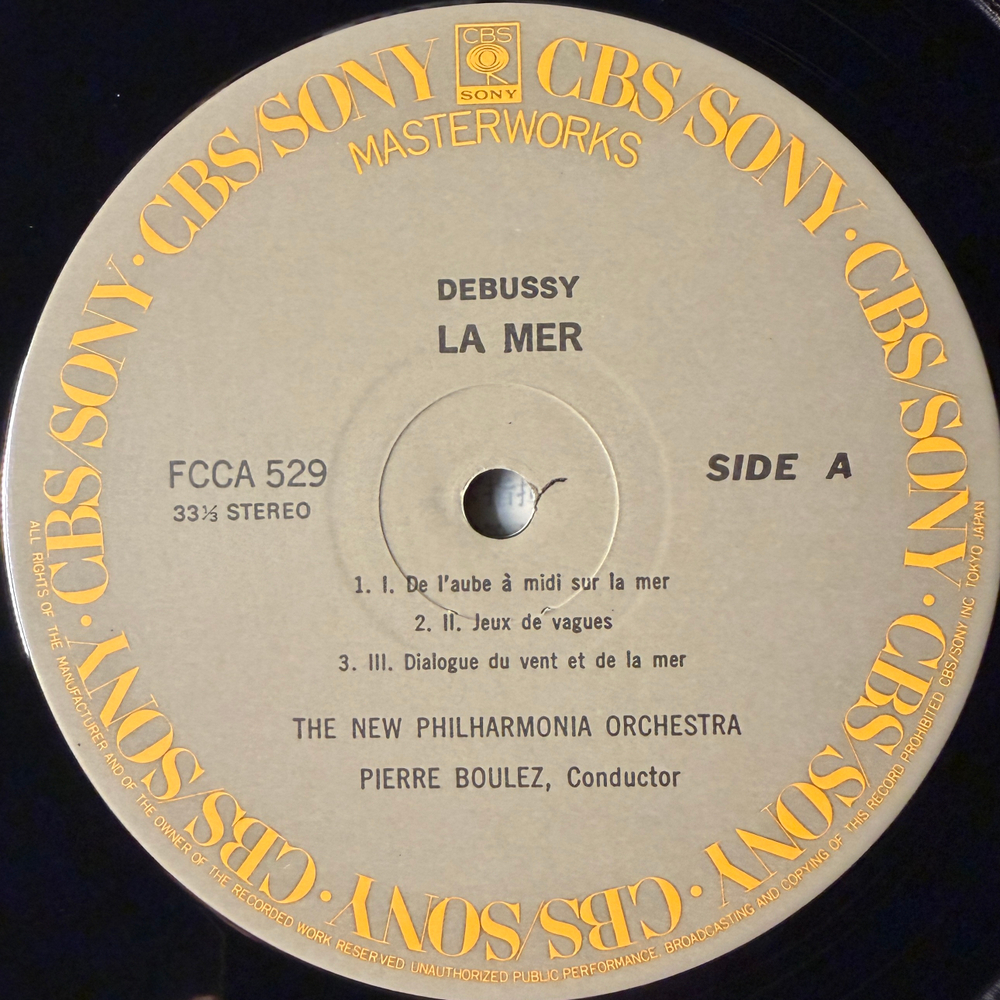 CBS/SONY CBS/SONY · CBS/SONY · CBS/SONY · CBS/SONY · CBS/SONY · CBS/SONY ·
CBS
SONY
MASTERWORKS
DEBUSSY
LA MER
FCCA 529
33⅓ STEREO
SIDE A
1. I. De l'aube à midi sur la mer
2. II. Jeux de vagues
3. III. Dialogue du vent et de la mer
THE NEW PHILHARMONIA ORCHESTRA
PIERRE BOULEZ, Conductor
ALL RIGHTS OF THE MANUFACTURER AND OF THE OWNER OF THE RECORDED WORK RESERVED UNAUTHORIZED PUBLIC PERFORMANCE. BROADCASTING AND COPYING OF THIS RECORD PROHIBITED CBS/SONY INC TOKYO JAPAN